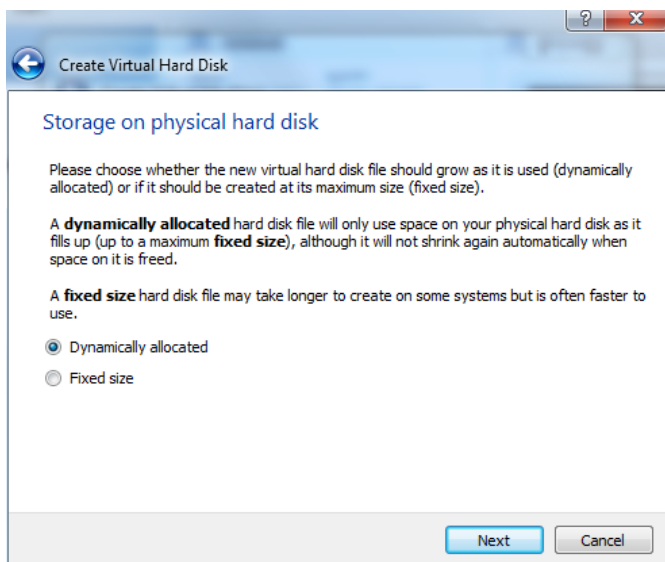 ?
Create Virtual Hard Disk
Storage on physical hard disk
Please choose whether the new virtual hard disk file should grow as it is used (dynamically
allocated) or if it should be created at its maximum size (fixed size).
A dynamically allocated hard disk file will only use space on your physical hard disk as it
fills up (up to a maximum fixed size), although it will not shrink again automatically when
space on it is freed.
A fixed size hard disk file may take longer to create on some systems but is often faster to
use.
Dynamically allocated
Fixed size
Next
Cancel